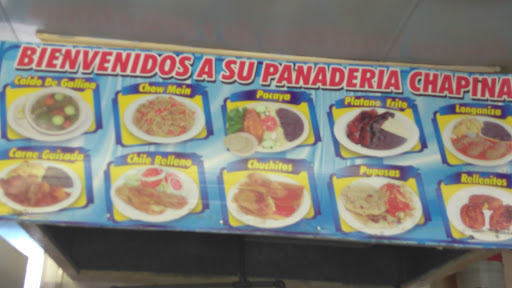 BIENVENIDOS A SU PANADERIA CHAPINA
Caldo De Gallina
Chow Mein
Pacaya
Platano Frito
Longaniza
Carne Guisada
Chile Relleno
Chuchitos
Pupusas
Rellenitos